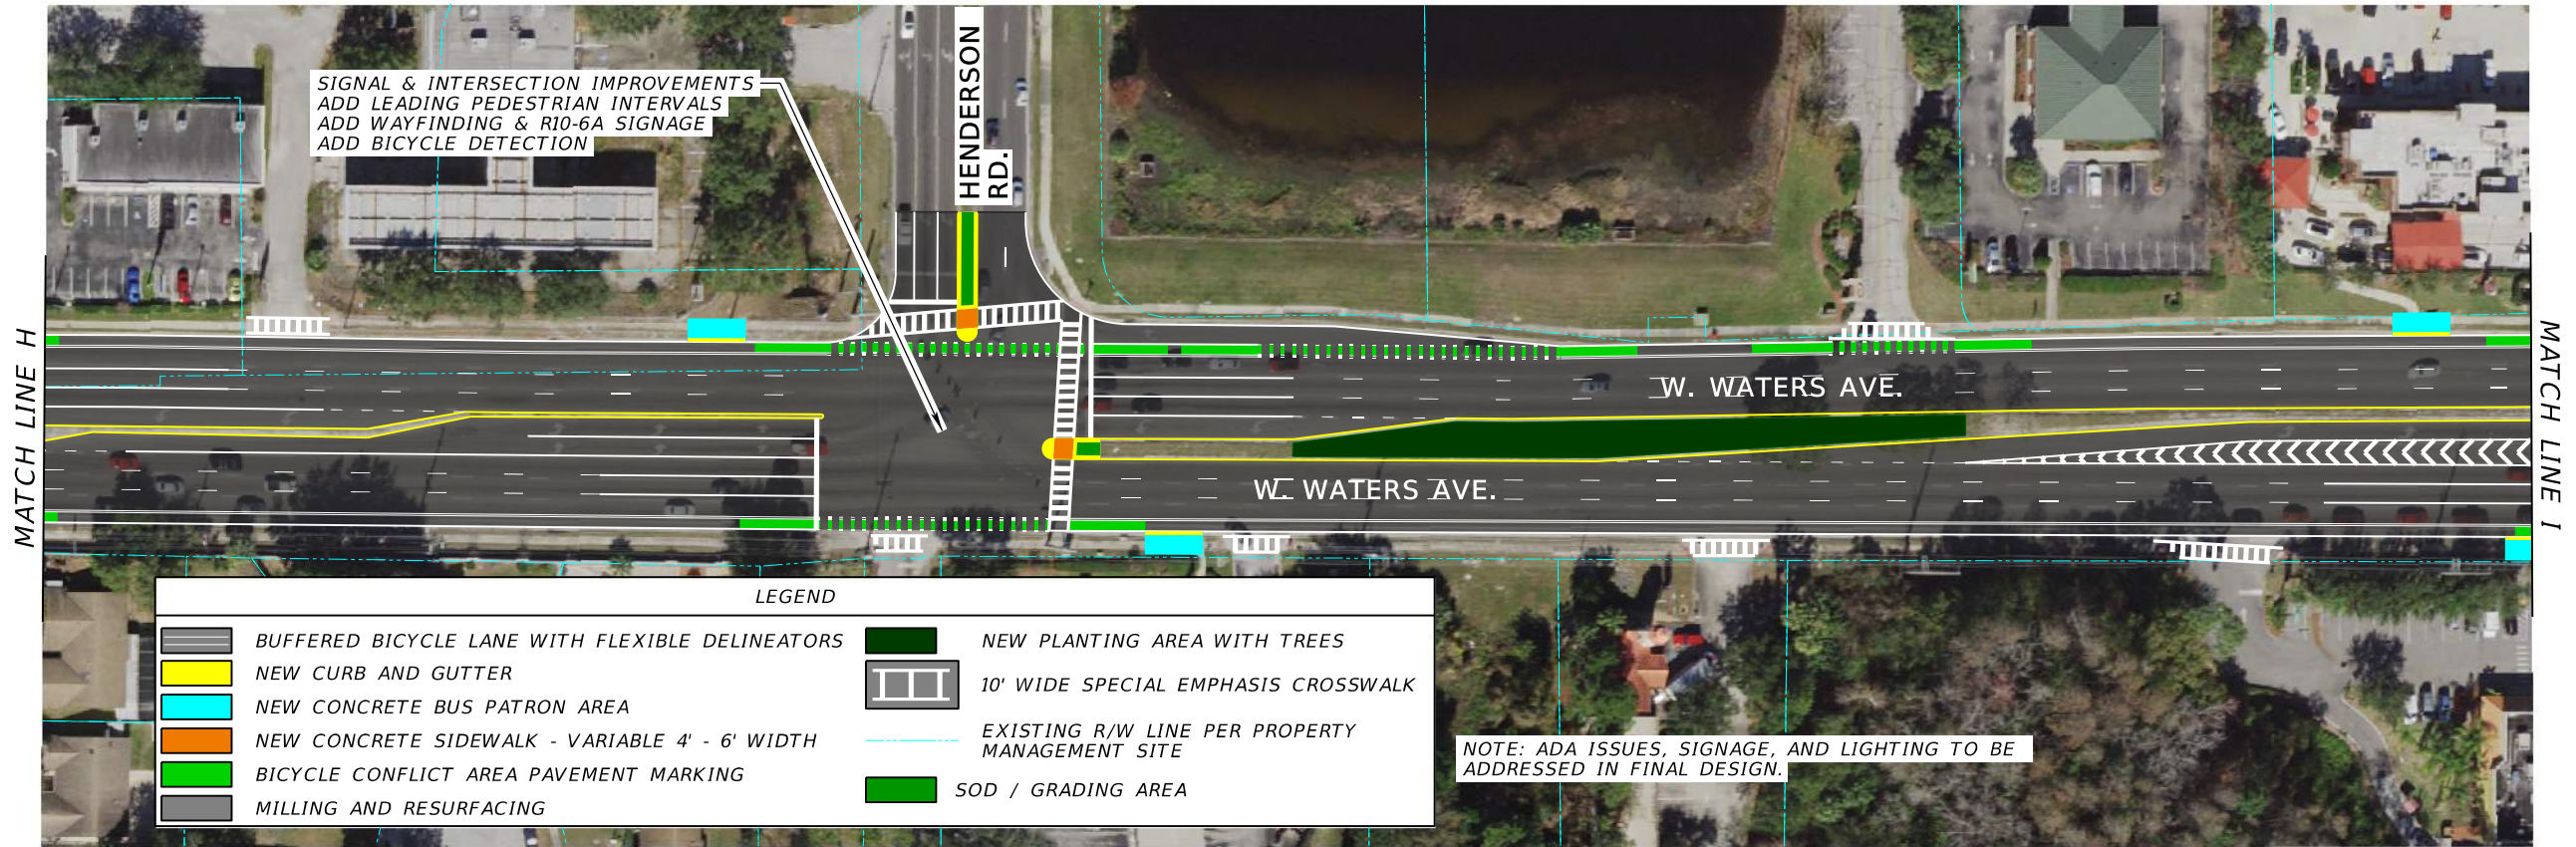 SIGNAL & INTERSECTION IMPROVEMENTS
ADD LEADING PEDESTRIAN INTERVALS
ADD WAYFINDING & R10-6A SIGNAGE
ADD BICYCLE DETECTION
HENDERSON
RD.
MATCH LINE H
MATCH LINE I
W. WATERS AVE.
W. WATERS AVE.
LEGEND
BUFFERED BICYCLE LANE WITH FLEXIBLE DELINEATORS
NEW CURB AND GUTTER
NEW CONCRETE BUS PATRON AREA
NEW CONCRETE SIDEWALK - VARIABLE 4' - 6' WIDTH
BICYCLE CONFLICT AREA PAVEMENT MARKING
MILLING AND RESURFACING
NEW PLANTING AREA WITH TREES
10' WIDE SPECIAL EMPHASIS CROSSWALK
EXISTING R/W LINE PER PROPERTY
MANAGEMENT SITE
SOD / GRADING AREA
NOTE: ADA ISSUES, SIGNAGE, AND LIGHTING TO BE
ADDRESSED IN FINAL DESIGN.